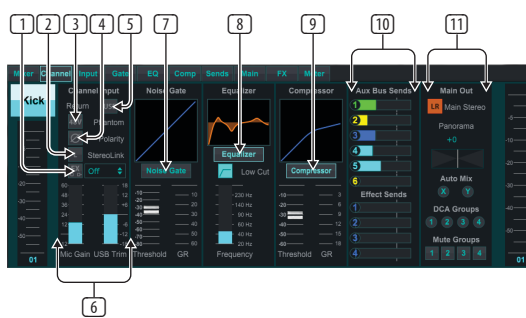 1 2 3 4 5 7 8 9 10 11
Mixer Channel Input Gate EQ Comp Sends Main FX Meter
Kick
Channel Input
Return USB
48V Phantom
Polarity
StereoLink
Off
Noise Gate
Noise Gate
Equalizer
Equalizer
Low Cut
Compressor
Compressor
Aux Bus Sends
1
2
3
4
5
6
Effect Sends
1
2
3
4
Main Out
LR Main Stereo
Panorama
+0
Auto Mix
X Y
DCA Groups
1 2 3 4
Mute Groups
1 2 3 4
Mic Gain USB Trim
Threshold GR
Frequency
Threshold GR
01
01
6